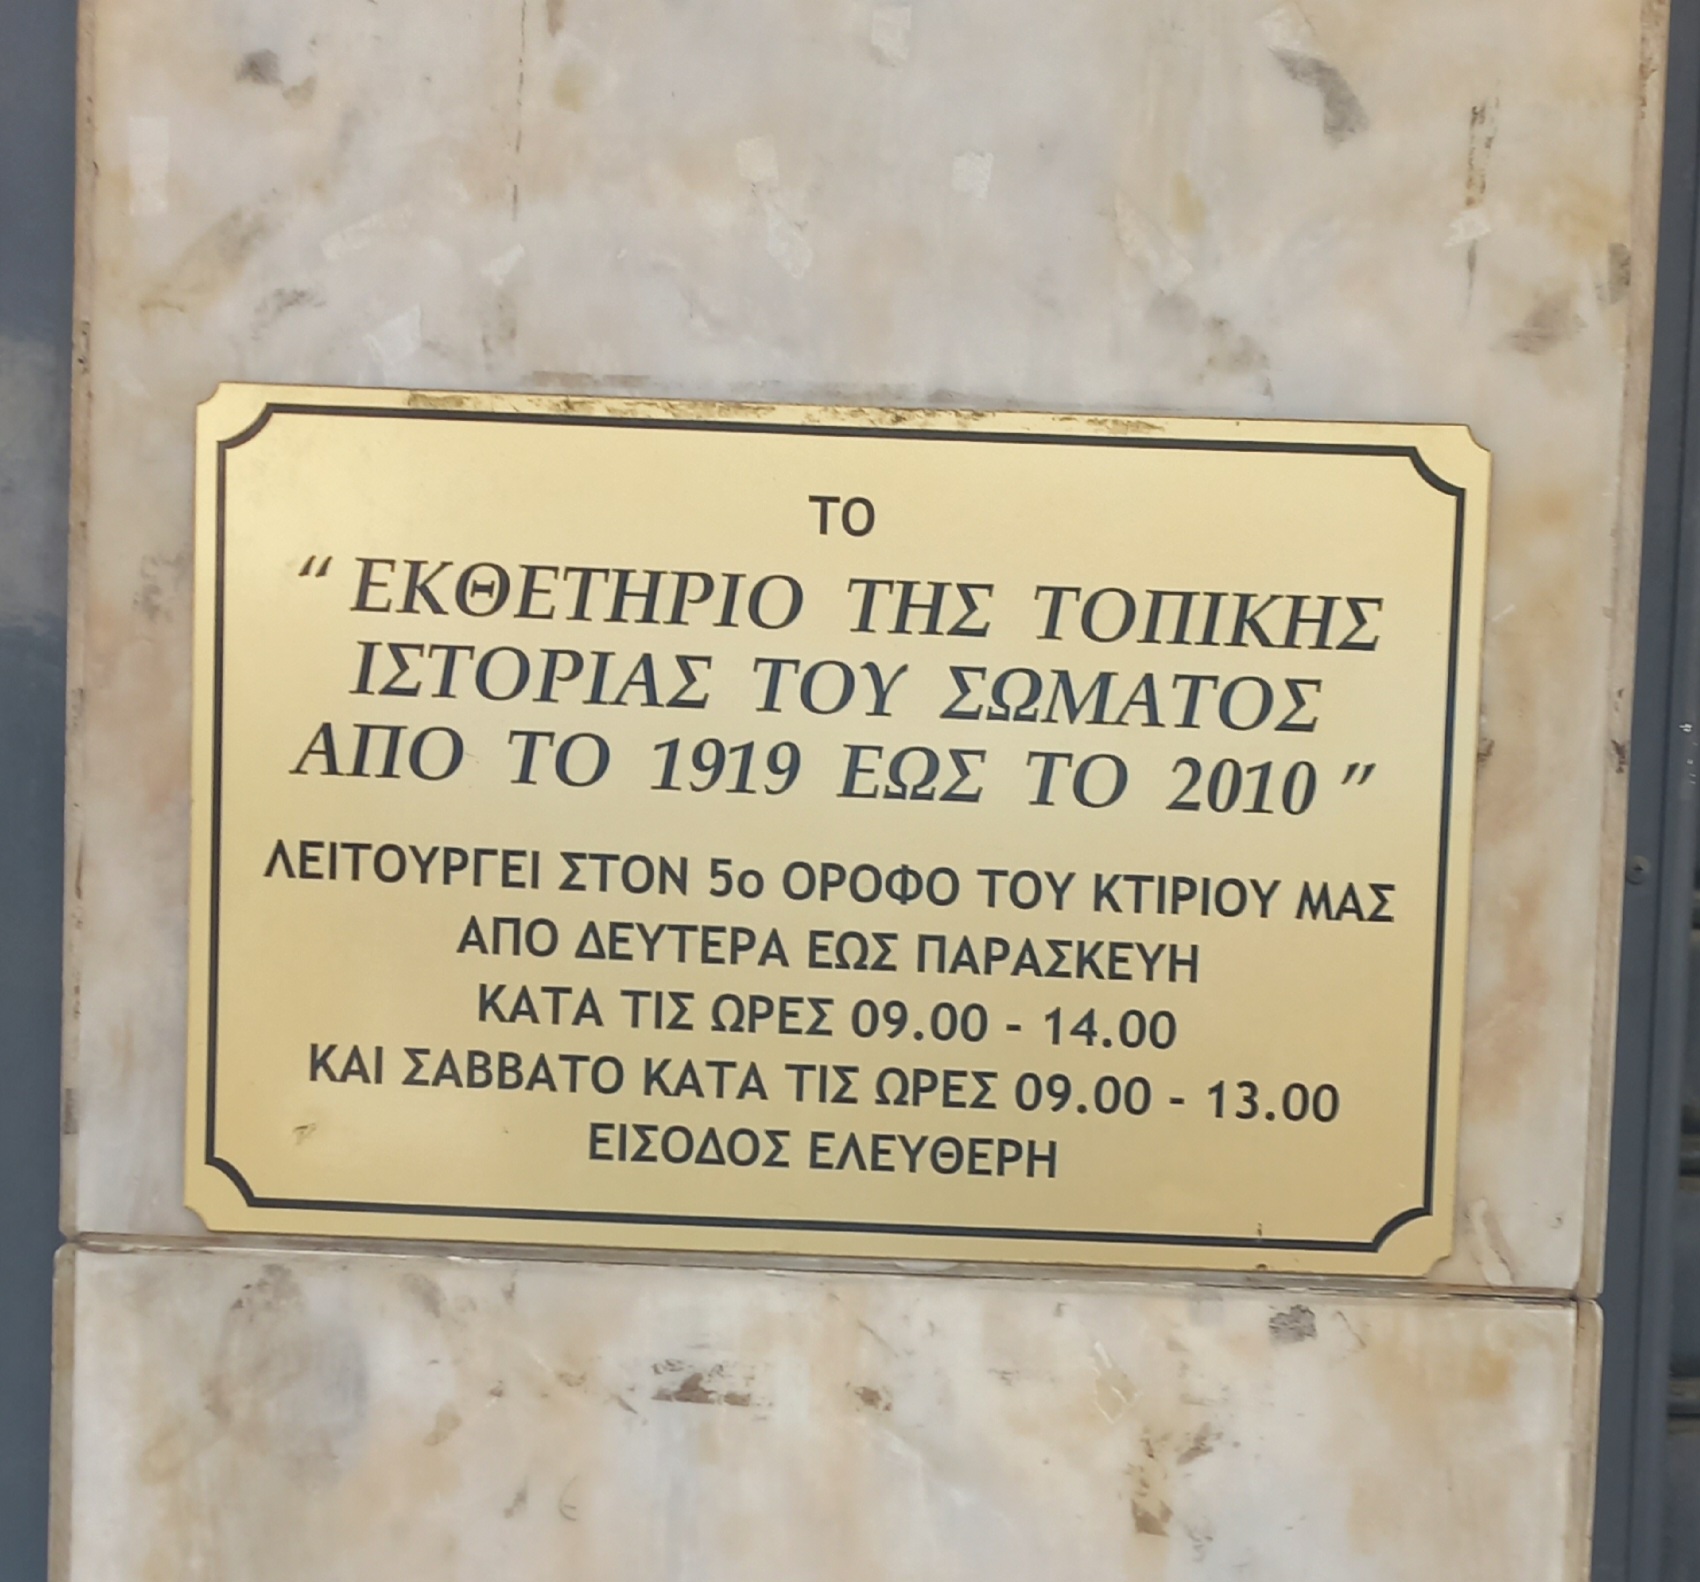 ΤΟ
“ ΕΚΘΕΤΗΡΙΟ ΤΗΣ ΤΟΠΙΚΗΣ
ΙΣΤΟΡΙΑΣ ΤΟΥ ΣΩΜΑΤΟΣ
ΑΠΟ ΤΟ 1919 ΕΩΣ ΤΟ 2010 ”
ΛΕΙΤΟΥΡΓΕΙ ΣΤΟΝ 5ο ΟΡΟΦΟ ΤΟΥ ΚΤΙΡΙΟΥ ΜΑΣ
ΑΠΟ ΔΕΥΤΕΡΑ ΕΩΣ ΠΑΡΑΣΚΕΥΗ
ΚΑΤΑ ΤΙΣ ΩΡΕΣ 09.00 - 14.00
ΚΑΙ ΣΑΒΒΑΤΟ ΚΑΤΑ ΤΙΣ ΩΡΕΣ 09.00 - 13.00
ΕΙΣΟΔΟΣ ΕΛΕΥΘΕΡΗ